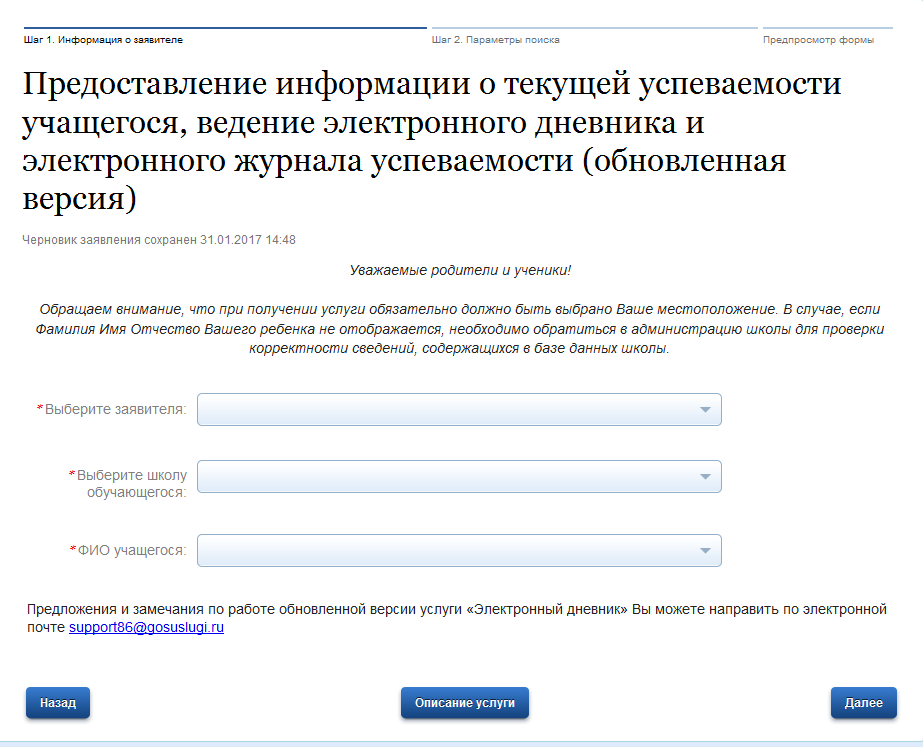 Шаг 1. Информация о заявителе
Шаг 2. Параметры поиска
Предпросмотр формы
Предоставление информации о текущей успеваемости
учащегося, ведение электронного дневника и
электронного журнала успеваемости (обновленная
версия)
Черновик заявления сохранен 31.01.2017 14:48
Уважаемые родители и ученики!
Обращаем внимание, что при получении услуги обязательно должно быть выбрано Ваше местоположение. В случае, если
Фамилия Имя Отчество Вашего ребенка не отображается, необходимо обратиться в администрацию школы для проверки
корректности сведений, содержащихся в базе данных школы.
*Выберите заявителя:
*Выберите школу
обучающегося:
*ФИО учащегося:
Предложения и замечания по работе обновленной версии услуги «Электронный дневник» Вы можете направить по электронной
почте support86@gosuslugi.ru
Назад
Описание услуги
Далее